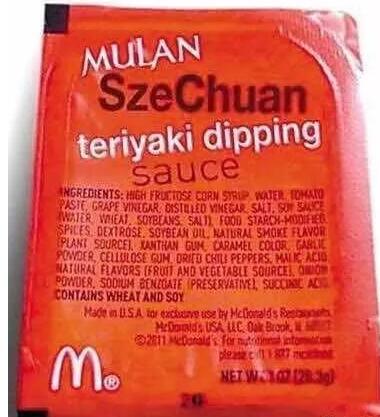 MULAN
SzeChuan
teriyaki dipping
sauce
INGREDIENTS: HIGH FRUCTOSE CORN SYRUP, WATER, TOMATO
PASTE, GRAPE VINEGAR, DISTILLED VINEGAR, SALT, SOY SAUCE
(WATER, WHEAT, SOYBEANS, SALT), FOOD STARCH-MODIFIED,
SPICES, DEXTROSE, SOYBEAN OIL, NATURAL SMOKE FLAVOR
(PLANT SOURCE), XANTHAN GUM, CARAMEL COLOR, GARLIC
POWDER, CELLULOSE GUM, DRIED CHILI PEPPERS, MALIC ACID,
NATURAL FLAVORS (FRUIT AND VEGETABLE SOURCE), ONION
POWDER, SODIUM BENZOATE (PRESERVATIVE), SUCCINIC ACID
CONTAINS WHEAT AND SOY
Made in U.S.A. for exclusive use by McDonald's Restaurants
McDonald's USA, LLC, Oak Brook, IL
©2011 McDonald's For nutritional information
please call 1 877
M®
NET WT 1 OZ (28.3g)